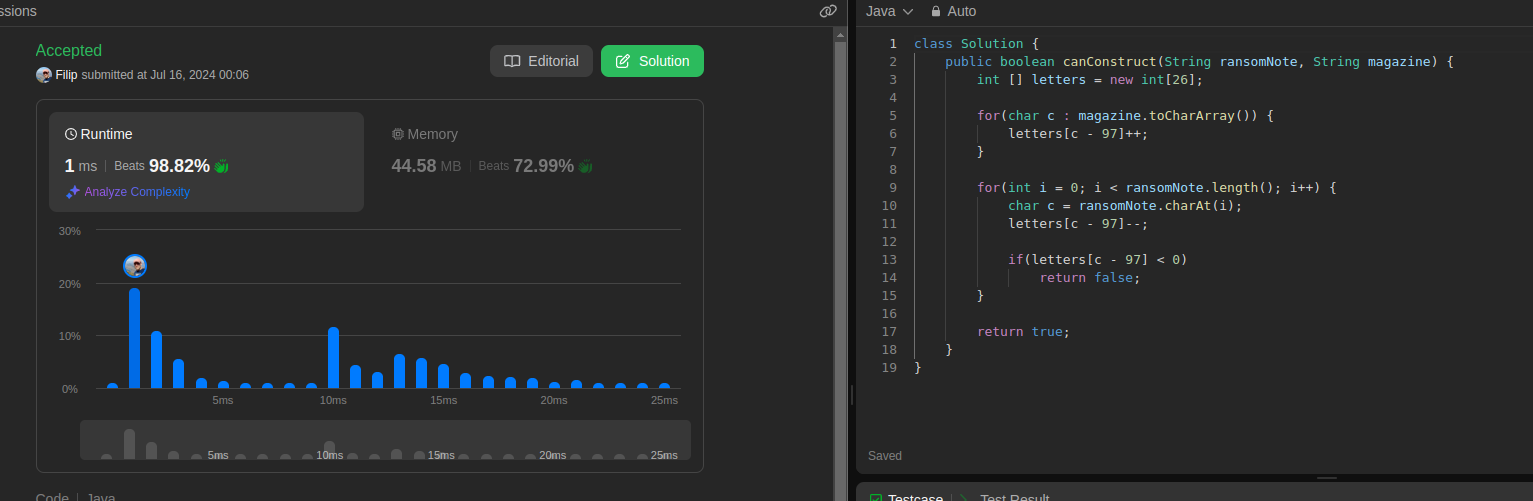 ssions
Accepted
Editorial
Solution
Filip submitted at Jul 16, 2024 00:06
Runtime
1 ms | Beats 98.82%
Analyze Complexity
Memory
44.58 MB | Beats 72.99%
30%
20%
10%
0%
5ms
10ms
15ms
20ms
25ms
5ms
10ms
15ms
20ms
25ms
Code | Java
Java
Auto
1 class Solution {
2     public boolean canConstruct(String ransomNote, String magazine) {
3         int [] letters = new int[26];
4
5         for(char c : magazine.toCharArray()) {
6             letters[c - 97]++;
7         }
8
9         for(int i = 0; i < ransomNote.length(); i++) {
10             char c = ransomNote.charAt(i);
11             letters[c - 97]--;
12
13             if(letters[c - 97] < 0)
14                 return false;
15         }
16
17         return true;
18     }
19 }
Saved
Testcase | Test Result